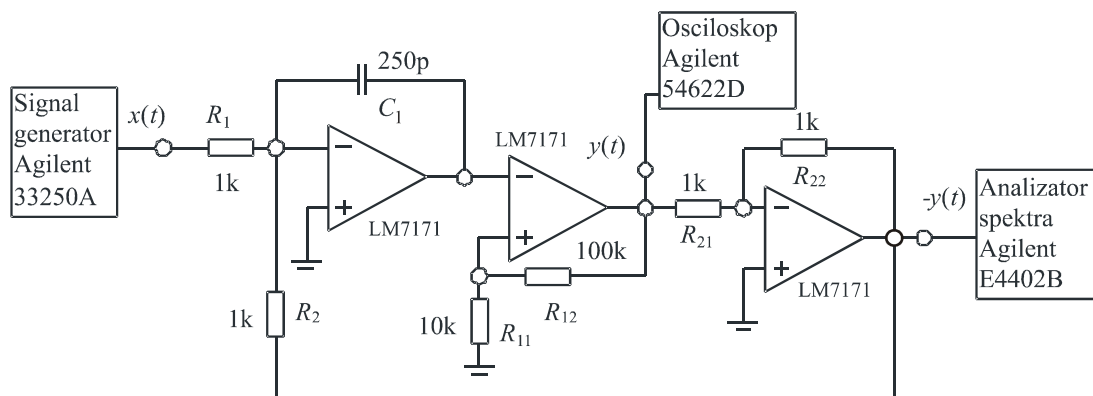 Signal
generator
Agilent
33250A
x(t)
R1
1k
250p
C1
−
+
LM7171
1k
R2
LM7171
−
+
y(t)
Osciloskop
Agilent
54622D
10k
R11
100k
R12
1k
R21
1k
R22
−
+
LM7171
-y(t)
Analizator
spektra
Agilent
E4402B